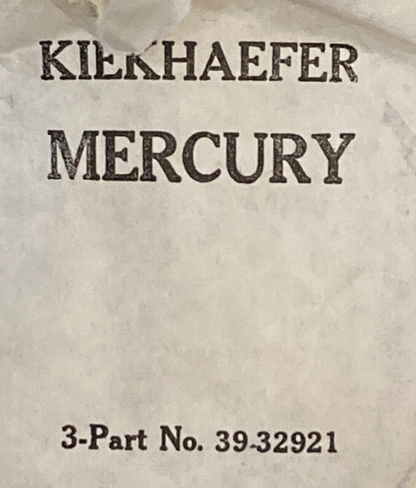 KIEKHAEFER
MERCURY
3-Part No. 39-32921